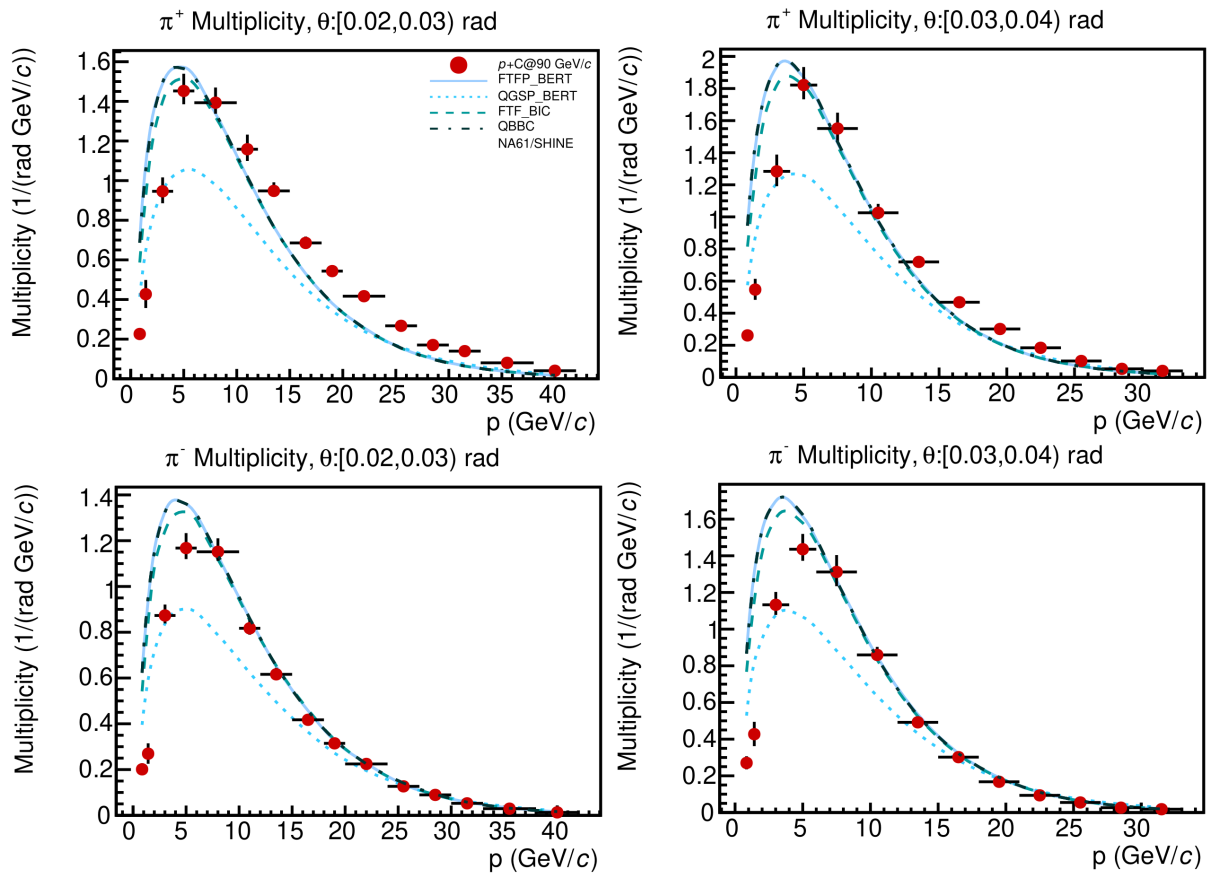 π+ Multiplicity, θ:[0.02,0.03) rad
Multiplicity (1/(rad GeV/c))
1.6
1.4
1.2
1
0.8
0.6
0.4
0.2
0
p+C@90 GeV/c
FTFP_BERT
QGSP_BERT
FTF_BIC
QBBC
NA61/SHINE
0 5 10 15 20 25 30 35 40
p (GeV/c)
π+ Multiplicity, θ:[0.03,0.04) rad
Multiplicity (1/(rad GeV/c))
2
1.8
1.6
1.4
1.2
1
0.8
0.6
0.4
0.2
0
0 5 10 15 20 25 30
p (GeV/c)
π- Multiplicity, θ:[0.02,0.03) rad
Multiplicity (1/(rad GeV/c))
1.4
1.2
1
0.8
0.6
0.4
0.2
0
0 5 10 15 20 25 30 35 40
p (GeV/c)
π- Multiplicity, θ:[0.03,0.04) rad
Multiplicity (1/(rad GeV/c))
1.6
1.4
1.2
1
0.8
0.6
0.4
0.2
0
0 5 10 15 20 25 30
p (GeV/c)